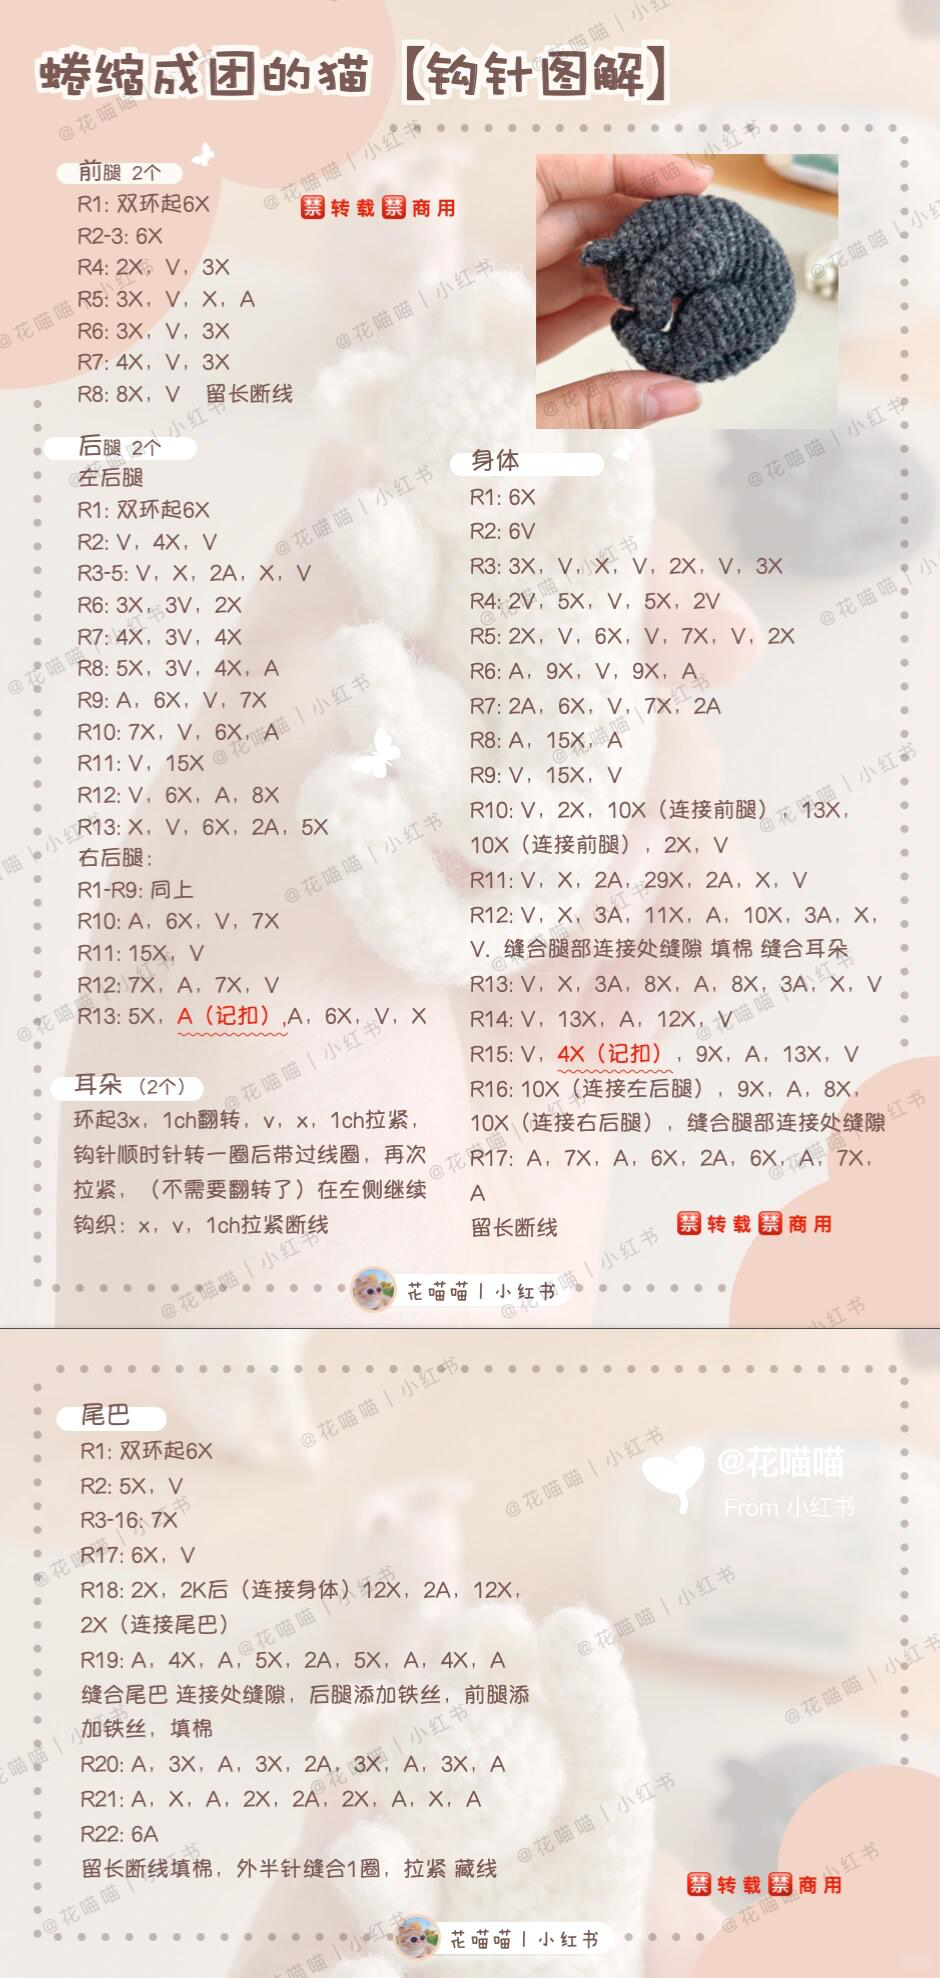 蜷缩成团的猫【钩针图解】
前腿 2个
R1: 双环起6X
R2-3: 6X
R4: 2X，V，3X
R5: 3X，V，X，A
R6: 3X，V，3X
R7: 4X，V，3X
R8: 8X，V 留长断线
禁转载禁商用
后腿 2个
左后腿
R1: 双环起6X
R2: V，4X，V
R3-5: V，X，2A，X，V
R6: 3X，3V，2X
R7: 4X，3V，4X
R8: 5X，3V，4X，A
R9: A，6X，V，7X
R10: 7X，V，6X，A
R11: V，15X
R12: V，6X，A，8X
R13: X，V，6X，2A，5X
右后腿：
R1-R9: 同上
R10: A，6X，V，7X
R11: 15X，V
R12: 7X，A，7X，V
R13: 5X，A（记扣）,A，6X，V，X
耳朵（2个）
环起3x，1ch翻转，v，x，1ch拉紧，
钩针顺时针转一圈后带过线圈，再次
拉紧，（不需要翻转了）在左侧继续
钩织：x，v，1ch拉紧断线
身体
R1: 6X
R2: 6V
R3: 3X，V，X，V，2X，V，3X
R4: 2V，5X，V，5X，2V
R5: 2X，V，6X，V，7X，V，2X
R6: A，9X，V，9X，A
R7: 2A，6X，V，7X，2A
R8: A，15X，A
R9: V，15X，V
R10: V，2X，10X（连接前腿），13X，
10X（连接前腿），2X，V
R11: V，X，2A，29X，2A，X，V
R12: V，X，3A，11X，A，10X，3A，X，
V. 缝合腿部连接处缝隙 填棉 缝合耳朵
R13: V，X，3A，8X，A，8X，3A，X，V
R14: V，13X，A，12X，V
R15: V，4X（记扣），9X，A，13X，V
R16: 10X（连接左后腿），9X，A，8X，
10X（连接右后腿），缝合腿部连接处缝隙
R17: A，7X，A，6X，2A，6X，A，7X，
A
留长断线
禁转载禁商用
花喵喵丨小红书
尾巴
R1: 双环起6X
R2: 5X，V
R3-16: 7X
R17: 6X，V
R18: 2X，2K后（连接身体）12X，2A，12X，
2X（连接尾巴）
R19: A，4X，A，5X，2A，5X，A，4X，A
缝合尾巴 连接处缝隙，后腿添加铁丝，前腿添
加铁丝，填棉
R20: A，3X，A，3X，2A，3X，A，3X，A
R21: A，X，A，2X，2A，2X，A，X，A
R22: 6A
留长断线填棉，外半针缝合1圈，拉紧 藏线
@花喵喵
From 小红书
禁转载禁商用
花喵喵丨小红书
@花喵喵丨小红书